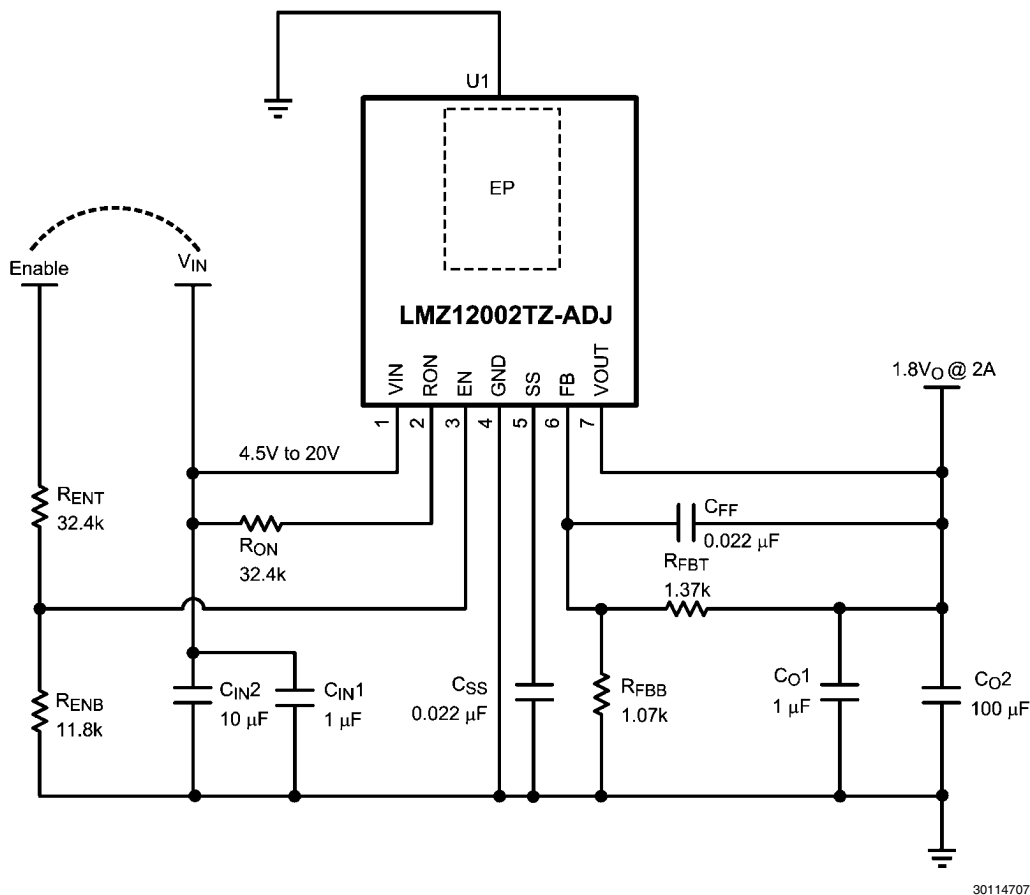 U1
EP
Enable
VIN
LMZ12002TZ-ADJ
VIN
RON
EN
GND
SS
FB
VOUT
1
2
3
4
5
6
7
1.8VO @ 2A
4.5V to 20V
RENT
32.4k
RON
32.4k
CFF
0.022 μF
RFBT
1.37k
RENB
11.8k
CIN2
10 μF
CIN1
1 μF
CSS
0.022 μF
RFBB
1.07k
CO1
1 μF
CO2
100 μF
30114707